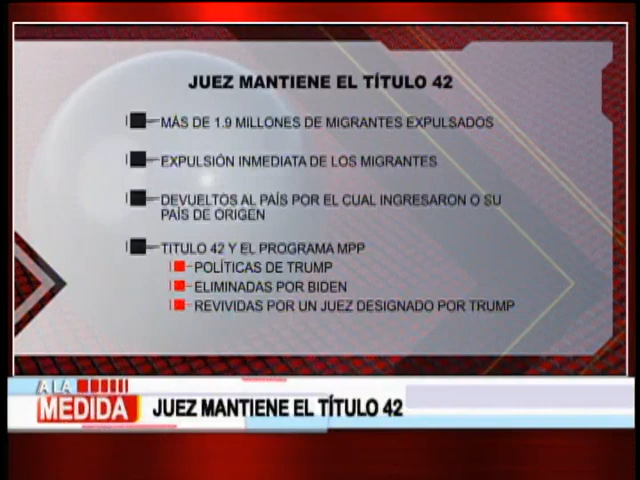 JUEZ MANTIENE EL TÍTULO 42
MÁS DE 1.9 MILLONES DE MIGRANTES EXPULSADOS
EXPULSIÓN INMEDIATA DE LOS MIGRANTES
DEVUELTOS AL PAÍS POR EL CUAL INGRESARON O SU
PAÍS DE ORIGEN
TITULO 42 Y EL PROGRAMA MPP
POLÍTICAS DE TRUMP
ELIMINADAS POR BIDEN
REVIVIDAS POR UN JUEZ DESIGNADO POR TRUMP
A LA
MEDIDA
JUEZ MANTIENE EL TÍTULO 42